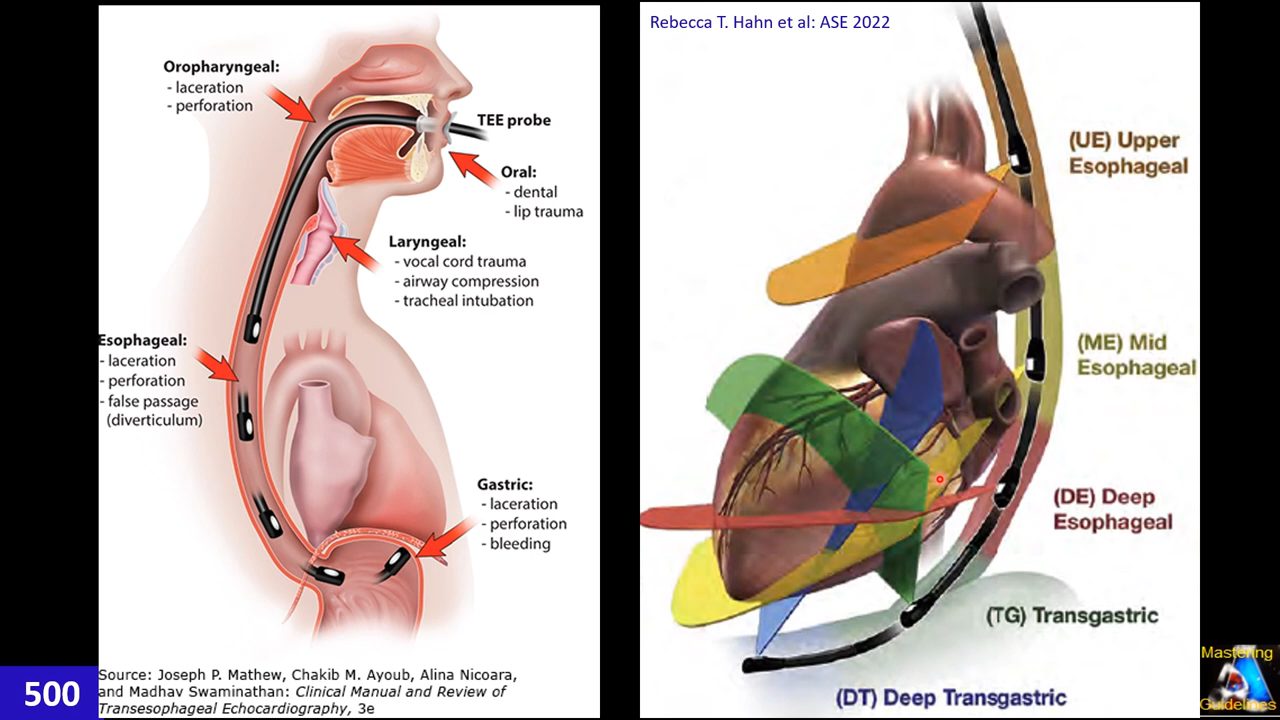 Oropharyngeal:
- laceration
- perforation
TEE probe
Oral:
- dental
- lip trauma
Laryngeal:
- vocal cord trauma
- airway compression
- tracheal intubation
Esophageal:
- laceration
- perforation
- false passage
(diverticulum)
Gastric:
- laceration
- perforation
- bleeding
Source: Joseph P. Mathew, Chakib M. Ayoub, Alina Nicoara,
and Madhav Swaminathan: Clinical Manual and Review of
Transesophageal Echocardiography, 3e
500
Rebecca T. Hahn et al: ASE 2022
(UE) Upper
Esophageal
(ME) Mid
Esophageal
(DE) Deep
Esophageal
(TG) Transgastric
(DT) Deep Transgastric
Mastering
Guidelines